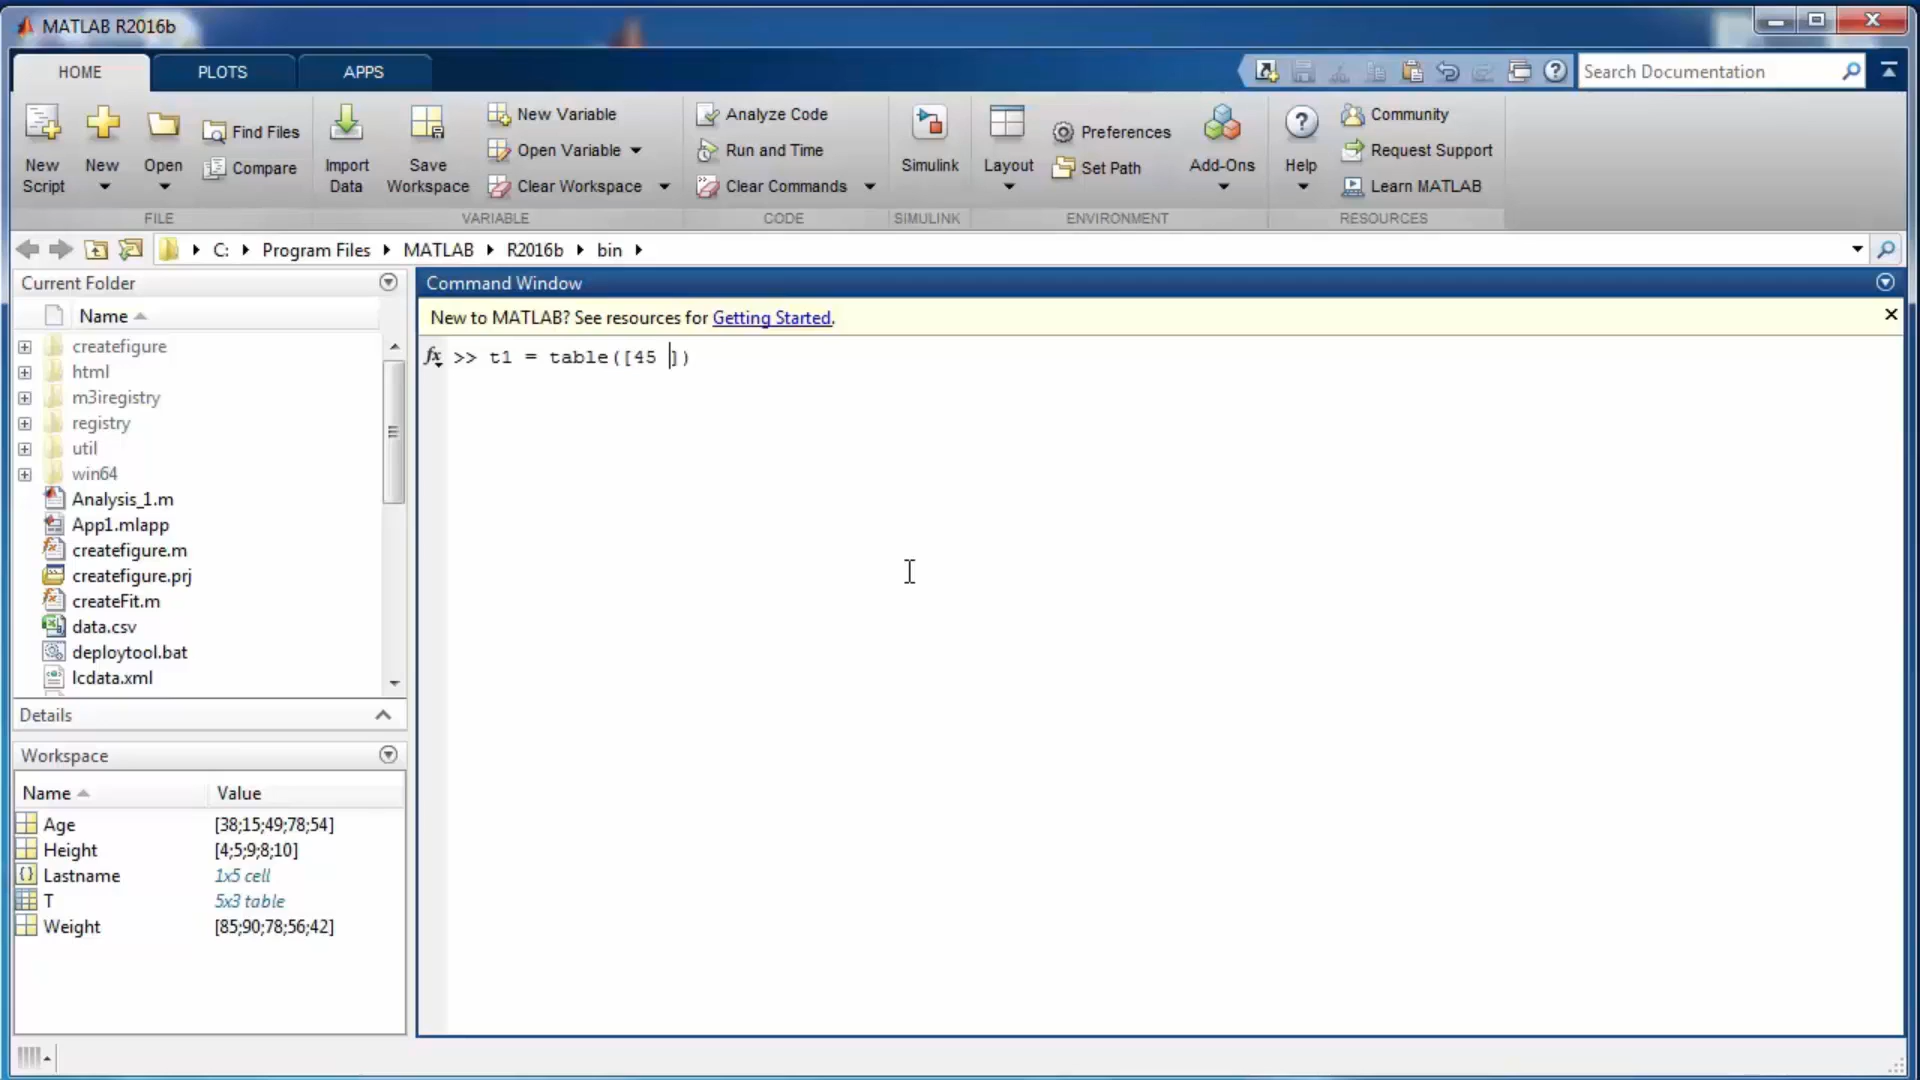 MATLAB R2016b
HOME PLOTS APPS
Search Documentation
New Script
New
Open
Find Files
Compare
Import Data
Save Workspace
New Variable
Open Variable
Clear Workspace
Analyze Code
Run and Time
Clear Commands
Simulink
Layout
Preferences
Set Path
Add-Ons
Help
Community
Request Support
Learn MATLAB
FILE VARIABLE CODE SIMULINK ENVIRONMENT RESOURCES
C: Program Files MATLAB R2016b bin
Current Folder
Name
createfigure
html
m3iregistry
registry
util
win64
Analysis_1.m
App1.mlapp
createfigure.m
createfigure.prj
createFit.m
data.csv
deploytool.bat
lcdata.xml
Details
Workspace
Name Value
Age [38;15;49;78;54]
Height [4;5;9;8;10]
Lastname 1x5 cell
T 5x3 table
Weight [85;90;78;56;42]
Command Window
New to MATLAB? See resources for Getting Started.
fx >> t1 = table([45 ])